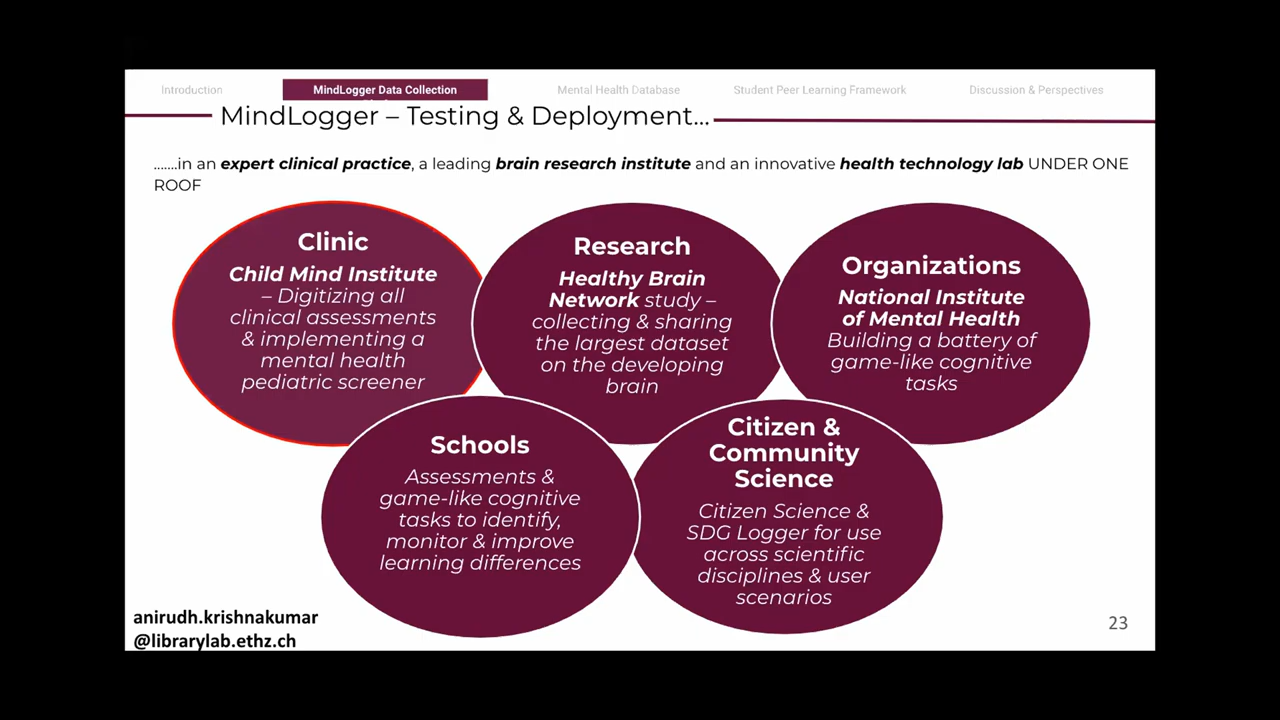 Introduction
MindLogger Data Collection
Mental Health Database
Student Peer Learning Framework
Discussion & Perspectives
MindLogger – Testing & Deployment...
.......in an expert clinical practice, a leading brain research institute and an innovative health technology lab UNDER ONE
ROOF
Clinic
Child Mind Institute
– Digitizing all
clinical assessments
& implementing a
mental health
pediatric screener
Research
Healthy Brain
Network study –
collecting & sharing
the largest dataset
on the developing
brain
Organizations
National Institute
of Mental Health
Building a battery of
game-like cognitive
tasks
Schools
Assessments &
game-like cognitive
tasks to identify,
monitor & improve
learning differences
Citizen &
Community
Science
Citizen Science &
SDG Logger for use
across scientific
disciplines & user
scenarios
anirudh.krishnakumar
@librarylab.ethz.ch
23